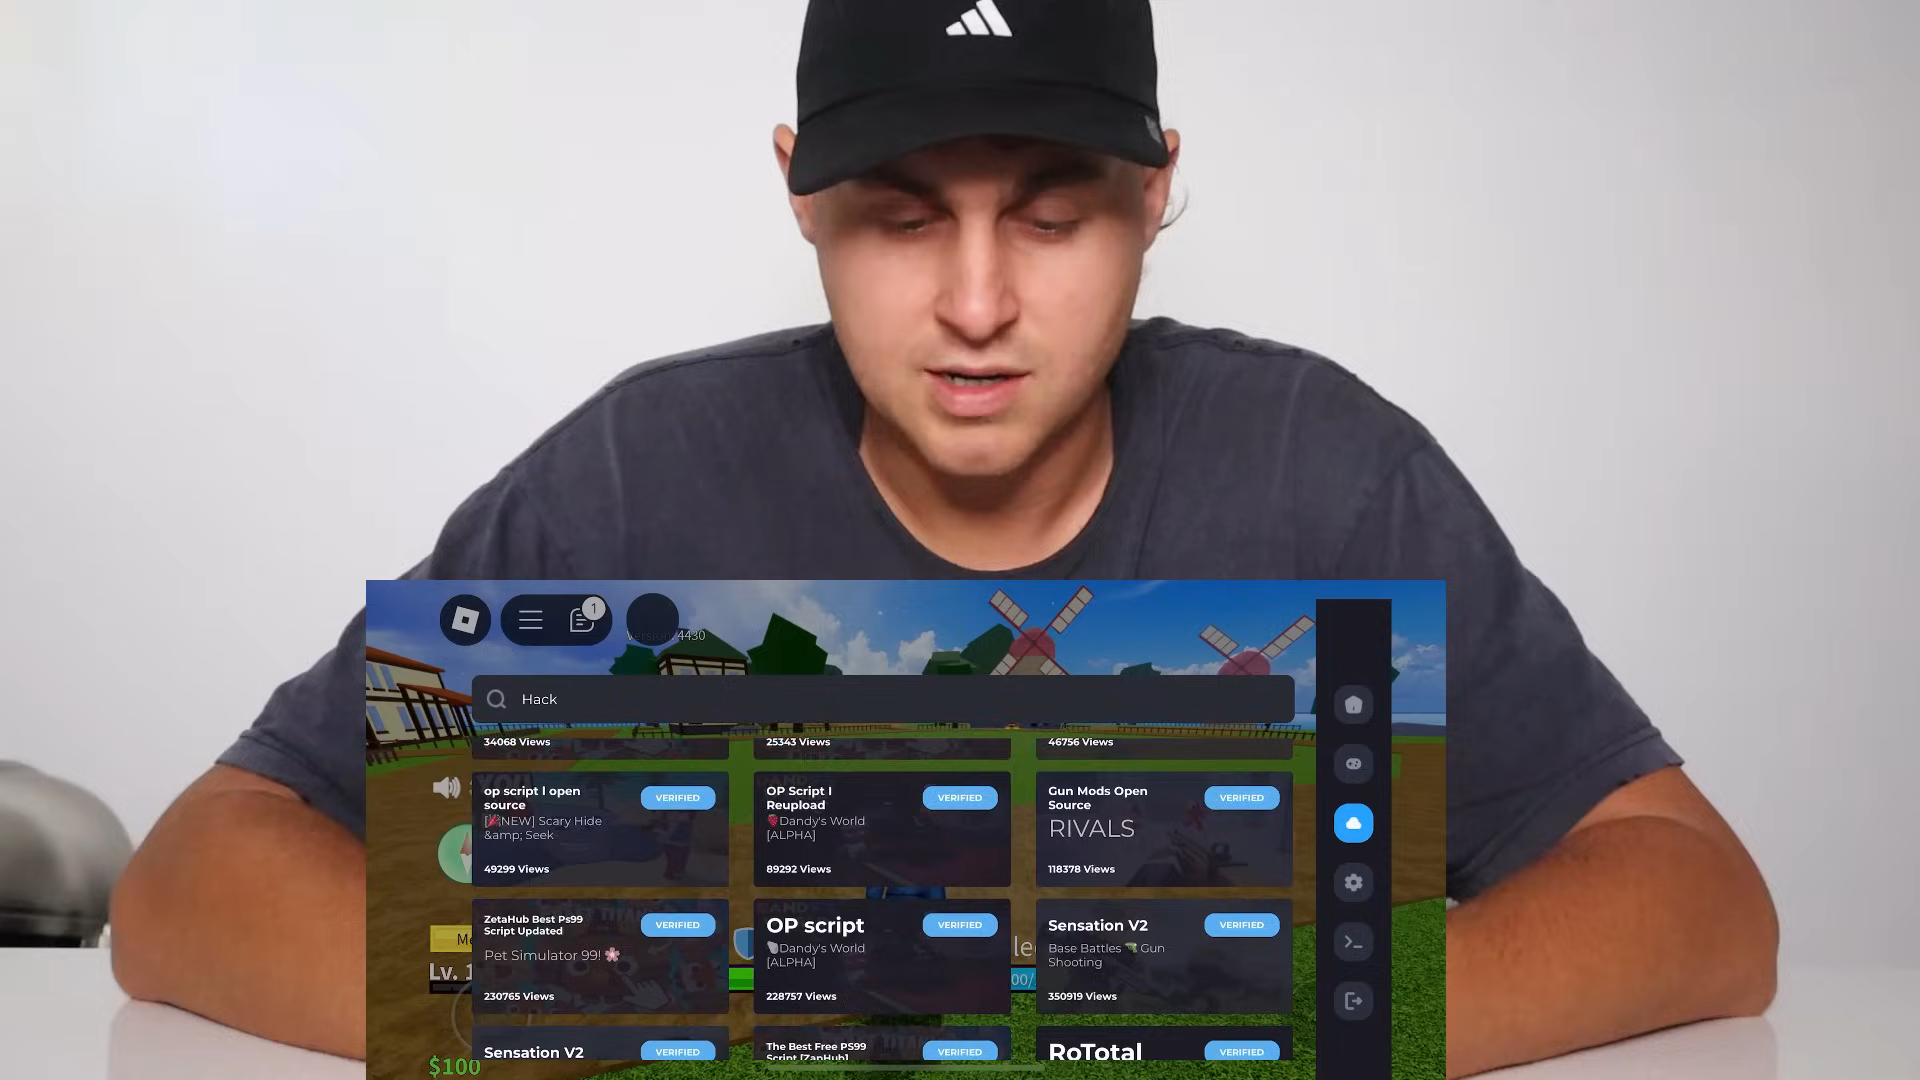 1
4430
Hack
34068 Views
25343 Views
46756 Views
op script l open
source
VERIFIED
[🎉NEW] Scary Hide
&amp; Seek
49299 Views
OP Script l
Reupload
VERIFIED
Dandy's World
[ALPHA]
89292 Views
Gun Mods Open
Source
VERIFIED
RIVALS
118378 Views
ZetaHub Best Ps99
Script Updated
VERIFIED
Pet Simulator 99! 🌸
230765 Views
OP script
VERIFIED
Dandy's World
[ALPHA]
228757 Views
Sensation V2
VERIFIED
Base Battles 🔫 Gun
Shooting
350919 Views
Lv. 1
Sensation V2
VERIFIED
The Best Free PS99
Script [ZapHub]
VERIFIED
RoTotal
VERIFIED
$100